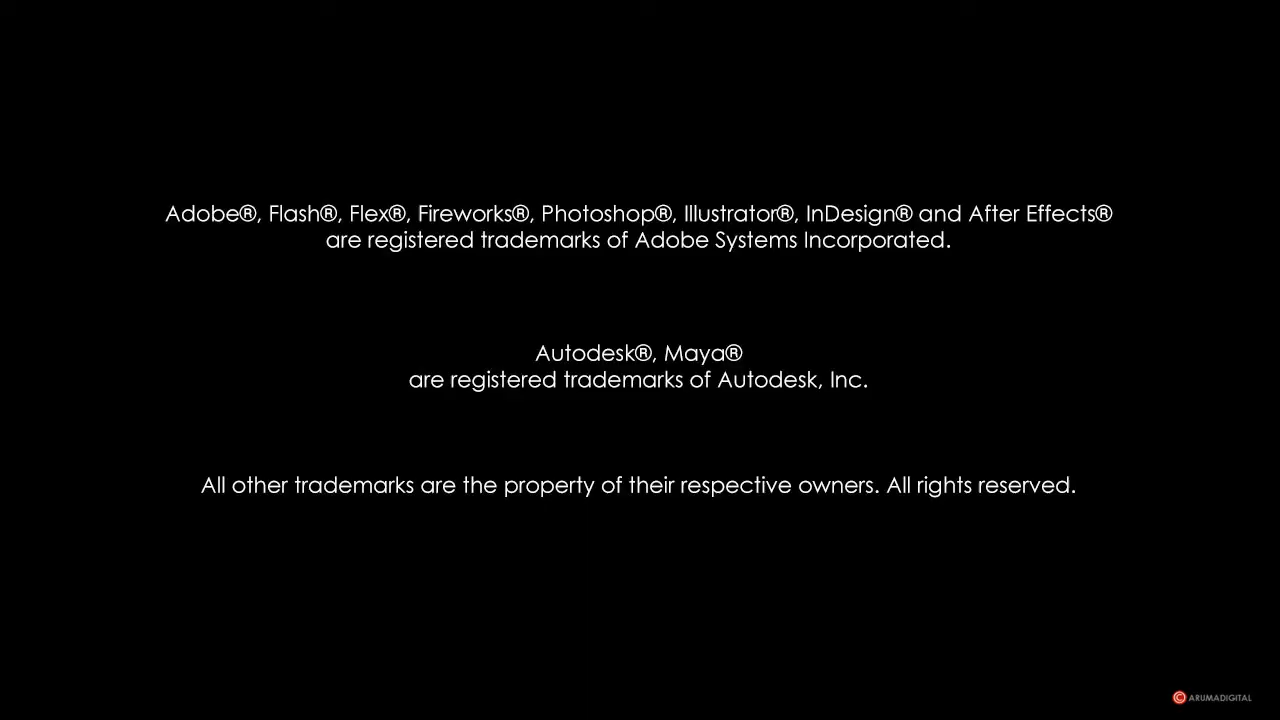 Adobe®, Flash®, Flex®, Fireworks®, Photoshop®, Illustrator®, InDesign® and After Effects®
are registered trademarks of Adobe Systems Incorporated.
Autodesk®, Maya®
are registered trademarks of Autodesk, Inc.
All other trademarks are the property of their respective owners. All rights reserved.
© ARUMADIGITAL